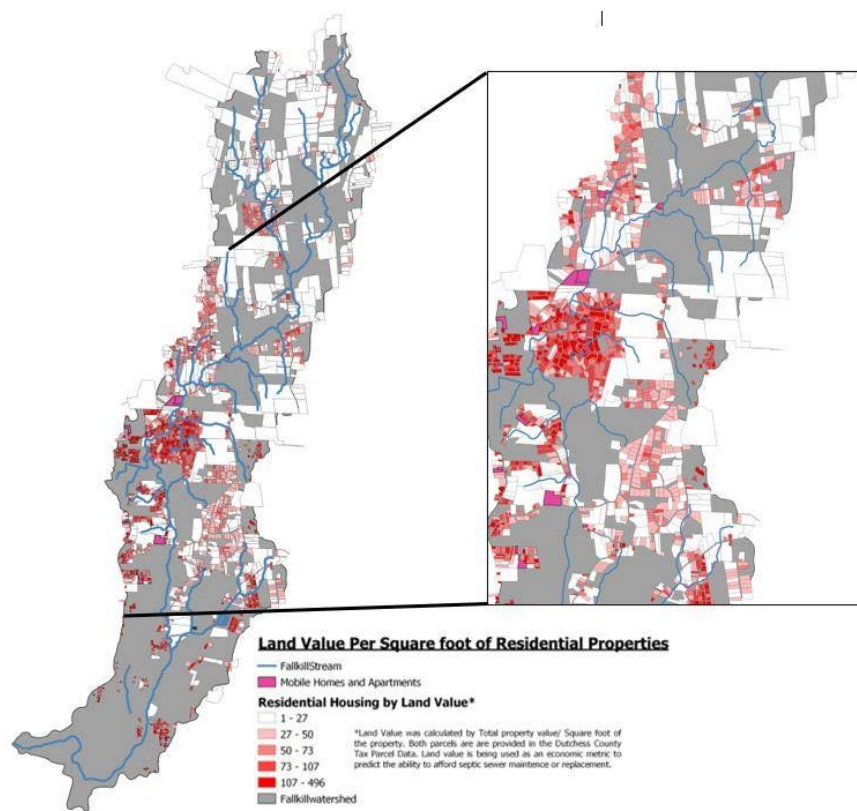 Land Value Per Square foot of Residential Properties
FallkillStream
Mobile Homes and Apartments
Residential Housing by Land Value*
1 - 27
27 - 50
50 - 73
73 - 107
107 - 496
Fallkillwatershed
*Land Value was calculated by Total property value/ Square foot of
the property. Both parcels are are provided in the Dutchess County
Tax Parcel Data. Land value is being used as an economic metric to
predict the ability to afford septic sewer maintence or replacement.